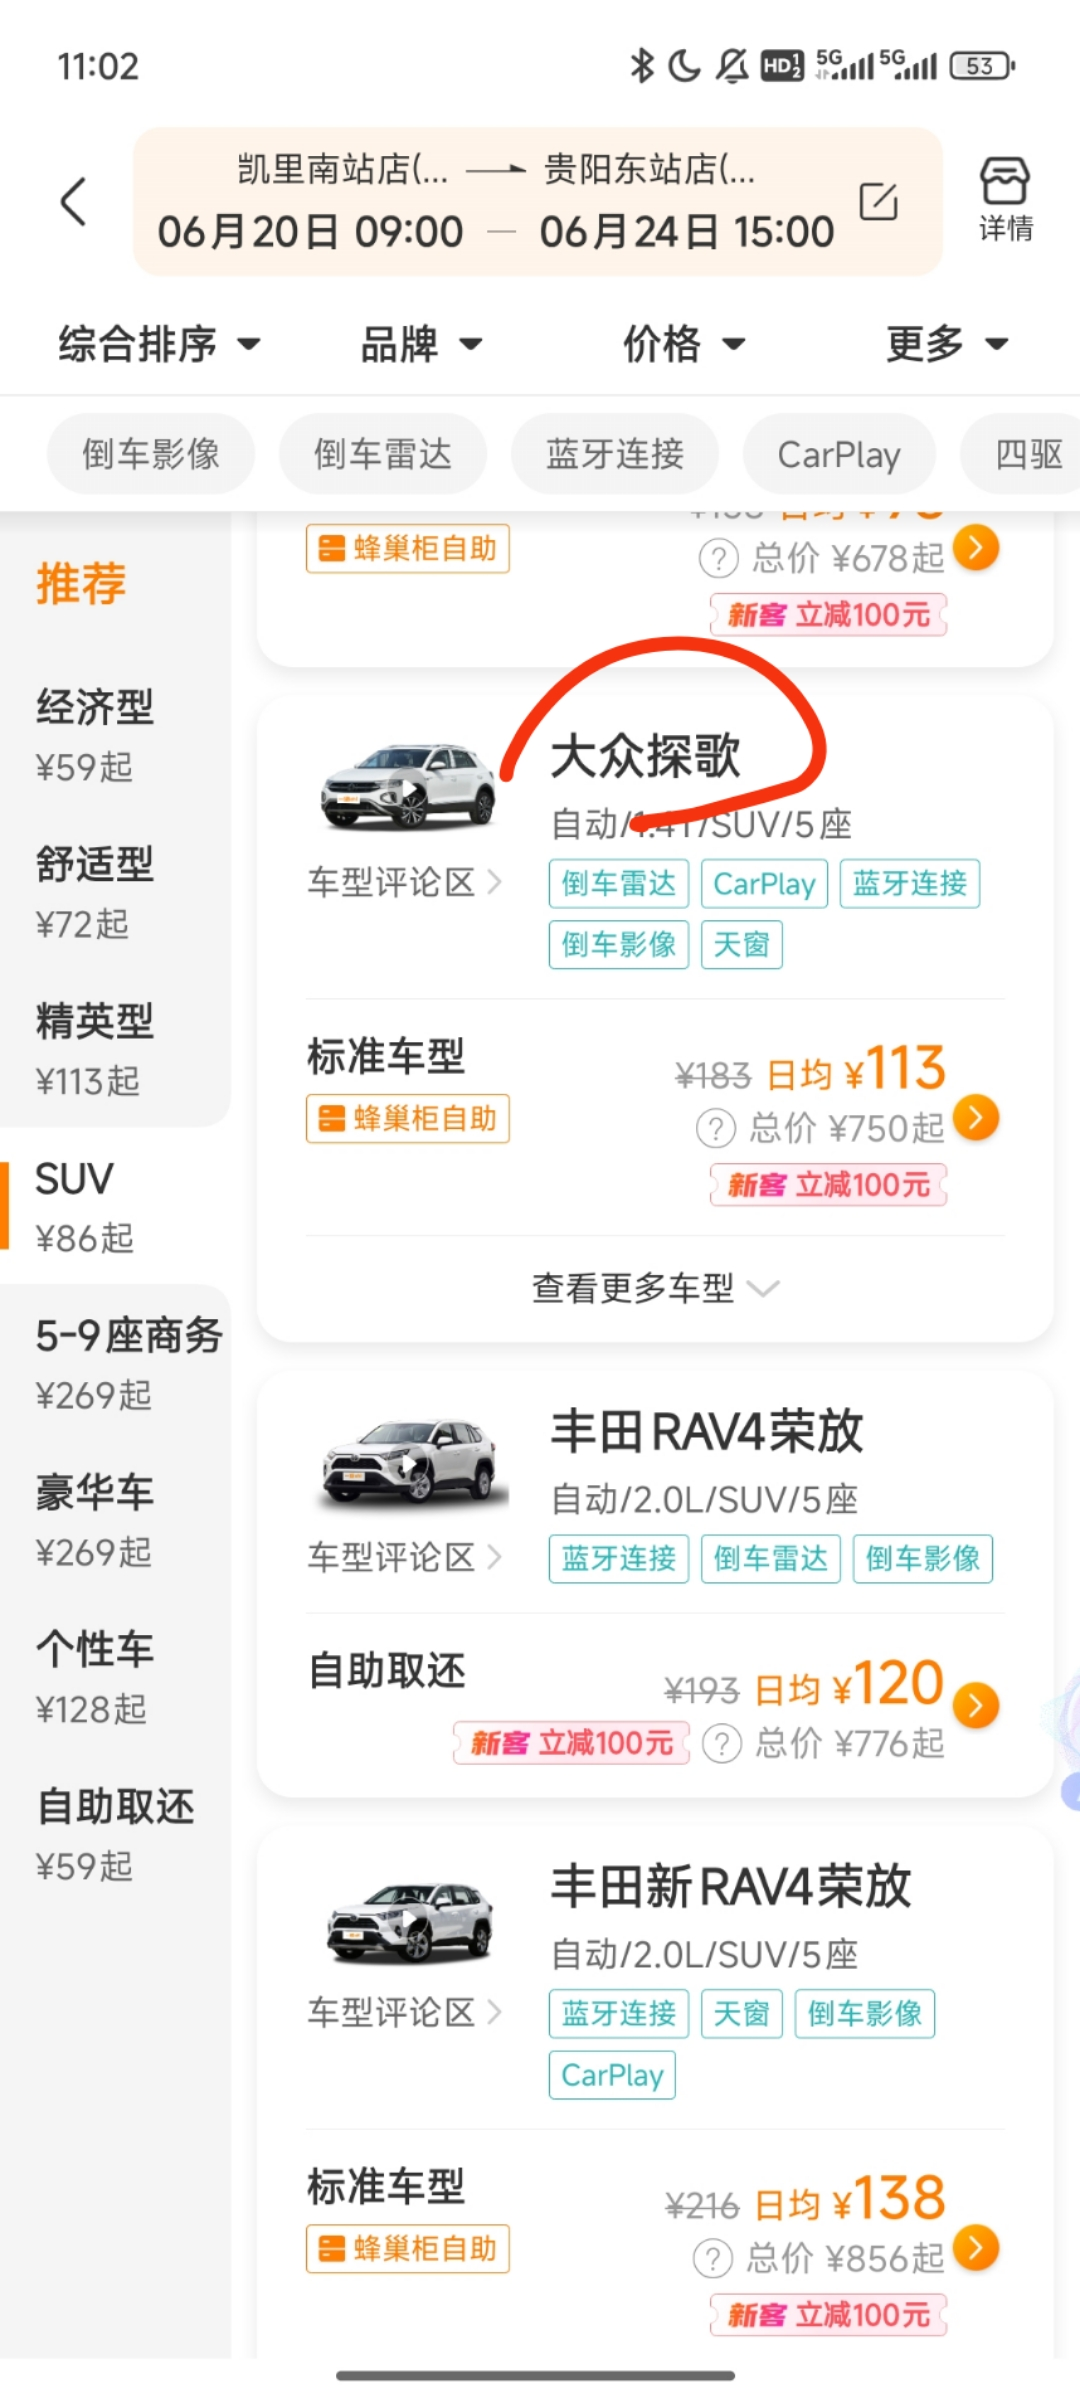 11:02
HD 1 2 5G 5G 53
凯里南站店(... 贵阳东站店(...
06月20日 09:00 — 06月24日 15:00
详情
综合排序 品牌 价格 更多
倒车影像 倒车雷达 蓝牙连接 CarPlay 四驱
推荐
经济型
¥59起
舒适型
¥72起
精英型
¥113起
SUV
¥86起
5-9座商务
¥269起
豪华车
¥269起
个性车
¥128起
自助取还
¥59起
蜂巢柜自助
? 总价 ¥678起
新客 立减100元
大众探歌
自动/1.4T/SUV/5座
车型评论区
倒车雷达 CarPlay 蓝牙连接
倒车影像 天窗
标准车型
¥183 日均 ¥113
蜂巢柜自助
? 总价 ¥750起
新客 立减100元
查看更多车型
丰田RAV4荣放
自动/2.0L/SUV/5座
车型评论区
蓝牙连接 倒车雷达 倒车影像
自助取还
¥193 日均 ¥120
新客 立减100元 ? 总价 ¥776起
丰田新RAV4荣放
自动/2.0L/SUV/5座
车型评论区
蓝牙连接 天窗 倒车影像
CarPlay
标准车型
¥216 日均 ¥138
蜂巢柜自助
? 总价 ¥856起
新客 立减100元